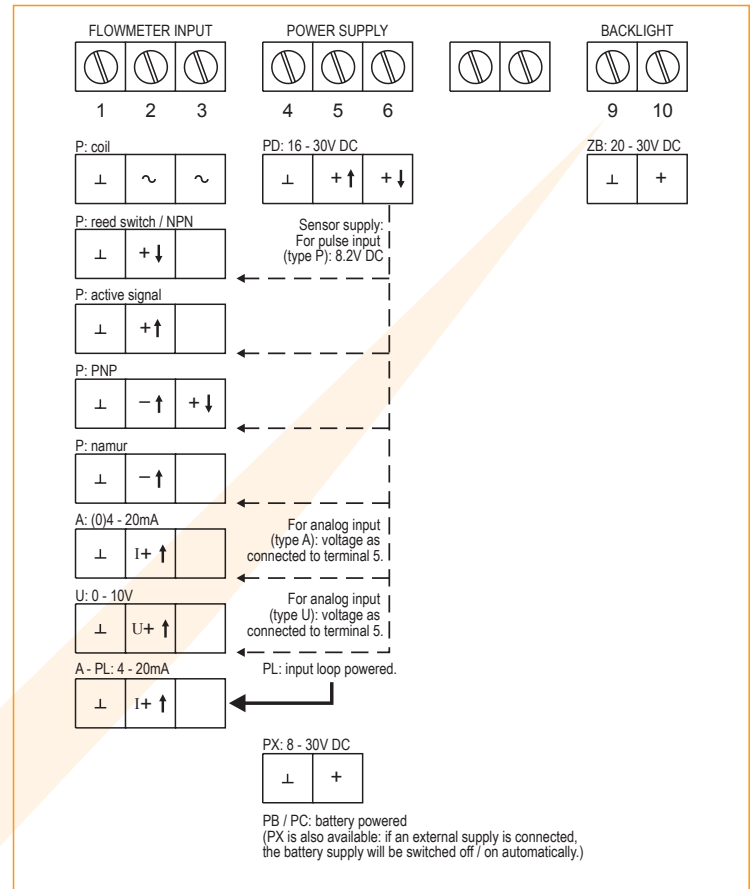 FLOWMETER INPUT
POWER SUPPLY
BACKLIGHT
1 2 3
4 5 6
9 10
P: coil
⊥ ~ ~
PD: 16 - 30V DC
⊥ + +
ZB: 20 - 30V DC
⊥ +
P: reed switch / NPN
⊥ +
Sensor supply:
For pulse input
(type P): 8.2V DC
P: active signal
⊥ +
P: PNP
⊥ − +
P: namur
⊥ −
A: (0)4 - 20mA
⊥ I+
For analog input
(type A): voltage as
connected to terminal 5.
U: 0 - 10V
⊥ U+
For analog input
(type U): voltage as
connected to terminal 5.
A - PL: 4 - 20mA
⊥ I+
PL: input loop powered.
PX: 8 - 30V DC
⊥ +
PB / PC: battery powered
(PX is also available: if an external supply is connected,
the battery supply will be switched off / on automatically.)